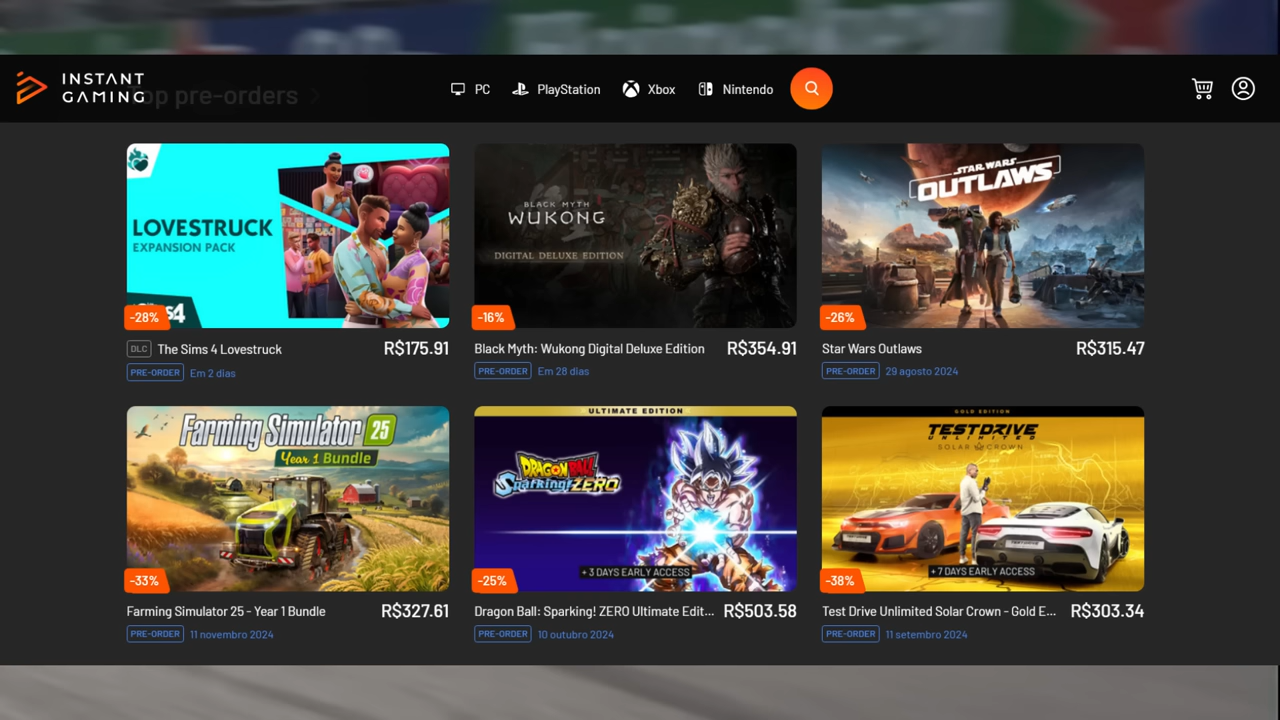 INSTANT
GAMING
Top pre-orders
PC
PlayStation
Xbox
Nintendo
LOVESTRUCK
EXPANSION PACK
-28%
DLC
The Sims 4 Lovestruck
R$175.91
PRE-ORDER
Em 2 dias
BLACK MYTH
WUKONG
DIGITAL DELUXE EDITION
-16%
Black Myth: Wukong Digital Deluxe Edition
R$354.91
PRE-ORDER
Em 28 dias
STAR WARS
OUTLAWS
-26%
Star Wars Outlaws
R$315.47
PRE-ORDER
29 agosto 2024
Farming Simulator 25
Year 1 Bundle
-33%
Farming Simulator 25 - Year 1 Bundle
R$327.61
PRE-ORDER
11 novembro 2024
ULTIMATE EDITION
DRAGON BALL
Sparking! ZERO
+ 3 DAYS EARLY ACCESS
-25%
Dragon Ball: Sparking! ZERO Ultimate Edit...
R$503.58
PRE-ORDER
10 outubro 2024
GOLD EDITION
TEST DRIVE
UNLIMITED
SOLAR CROWN
+ 7 DAYS EARLY ACCESS
-38%
Test Drive Unlimited Solar Crown - Gold E...
R$303.34
PRE-ORDER
11 setembro 2024